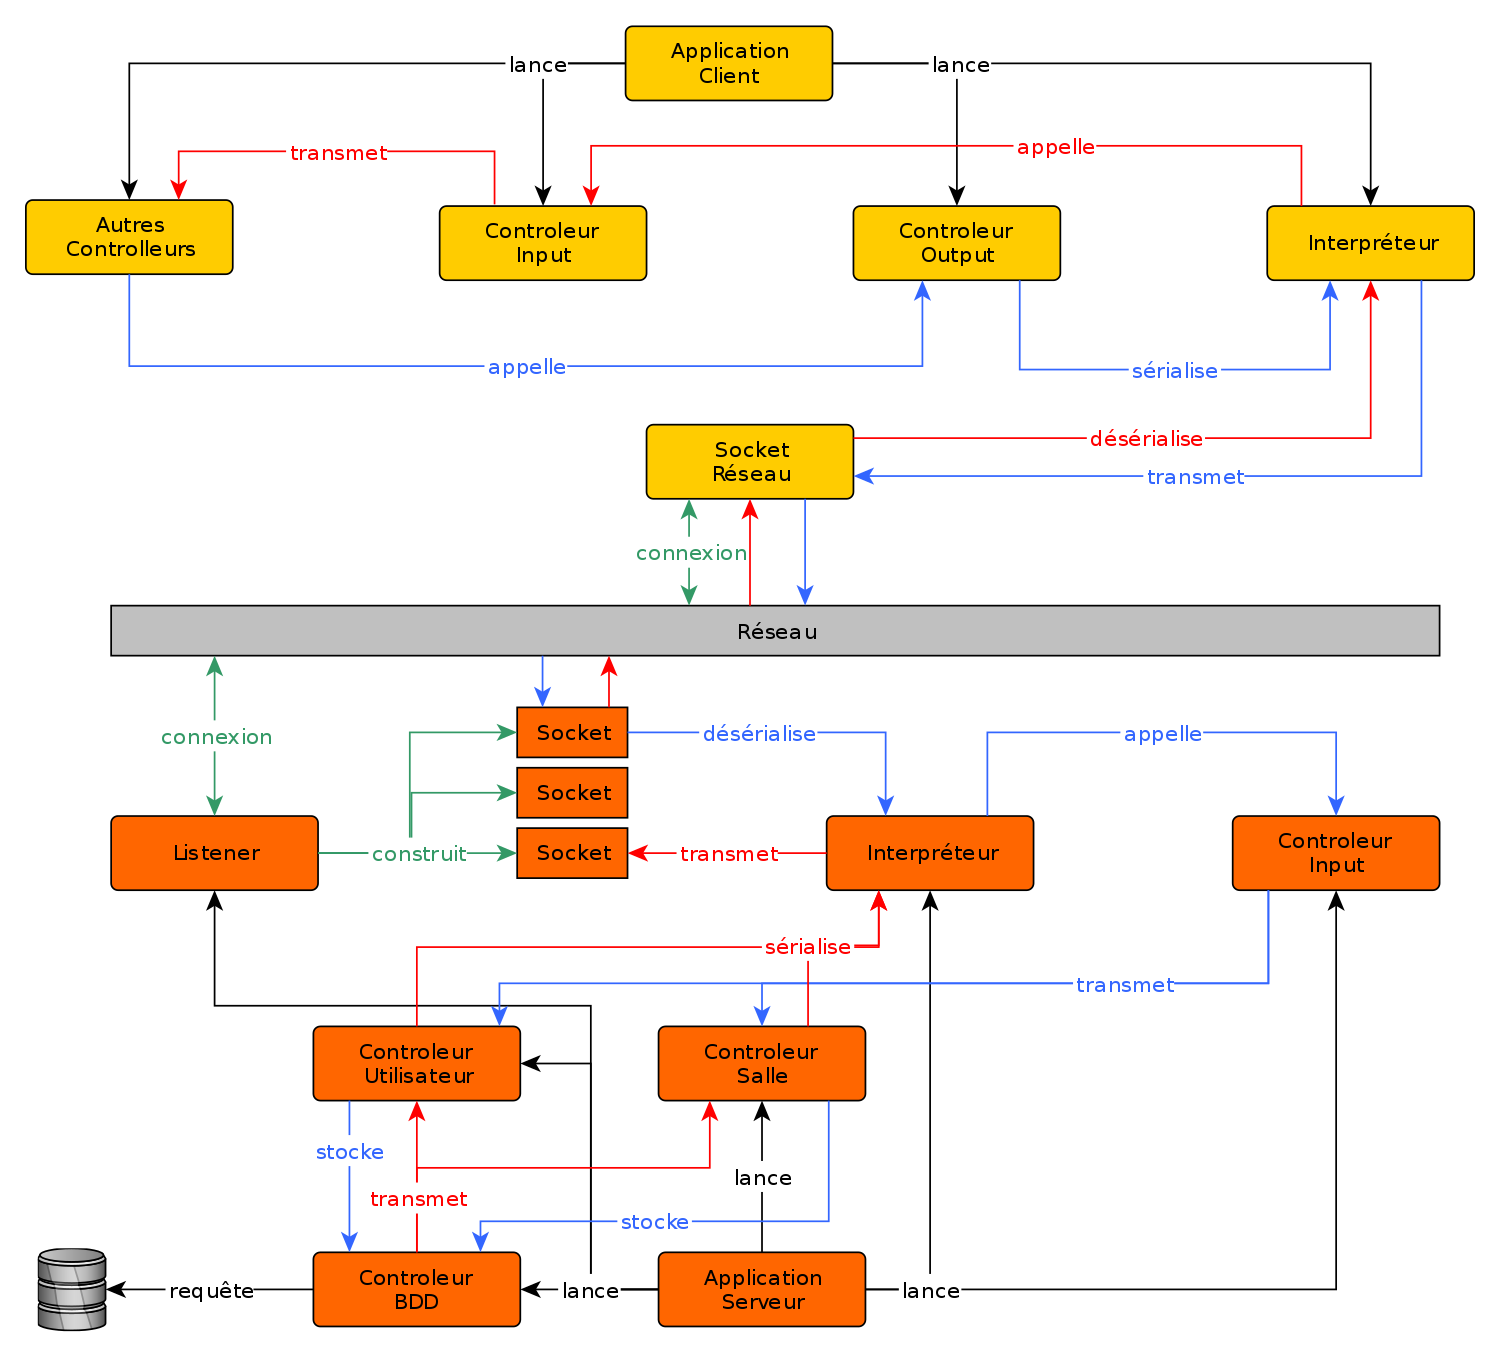 Application
Client
lance
lance
transmet
appelle
Autres
Controlleurs
Controleur
Input
Controleur
Output
Interpréteur
appelle
sérialise
Socket
Réseau
désérialise
transmet
connexion
Réseau
connexion
Socket
désérialise
appelle
Socket
Listener
construit
Socket
transmet
Interpréteur
Controleur
Input
sérialise
transmet
Controleur
Utilisateur
Controleur
Salle
stocke
lance
transmet
stocke
requête
Controleur
BDD
lance
Application
Serveur
lance